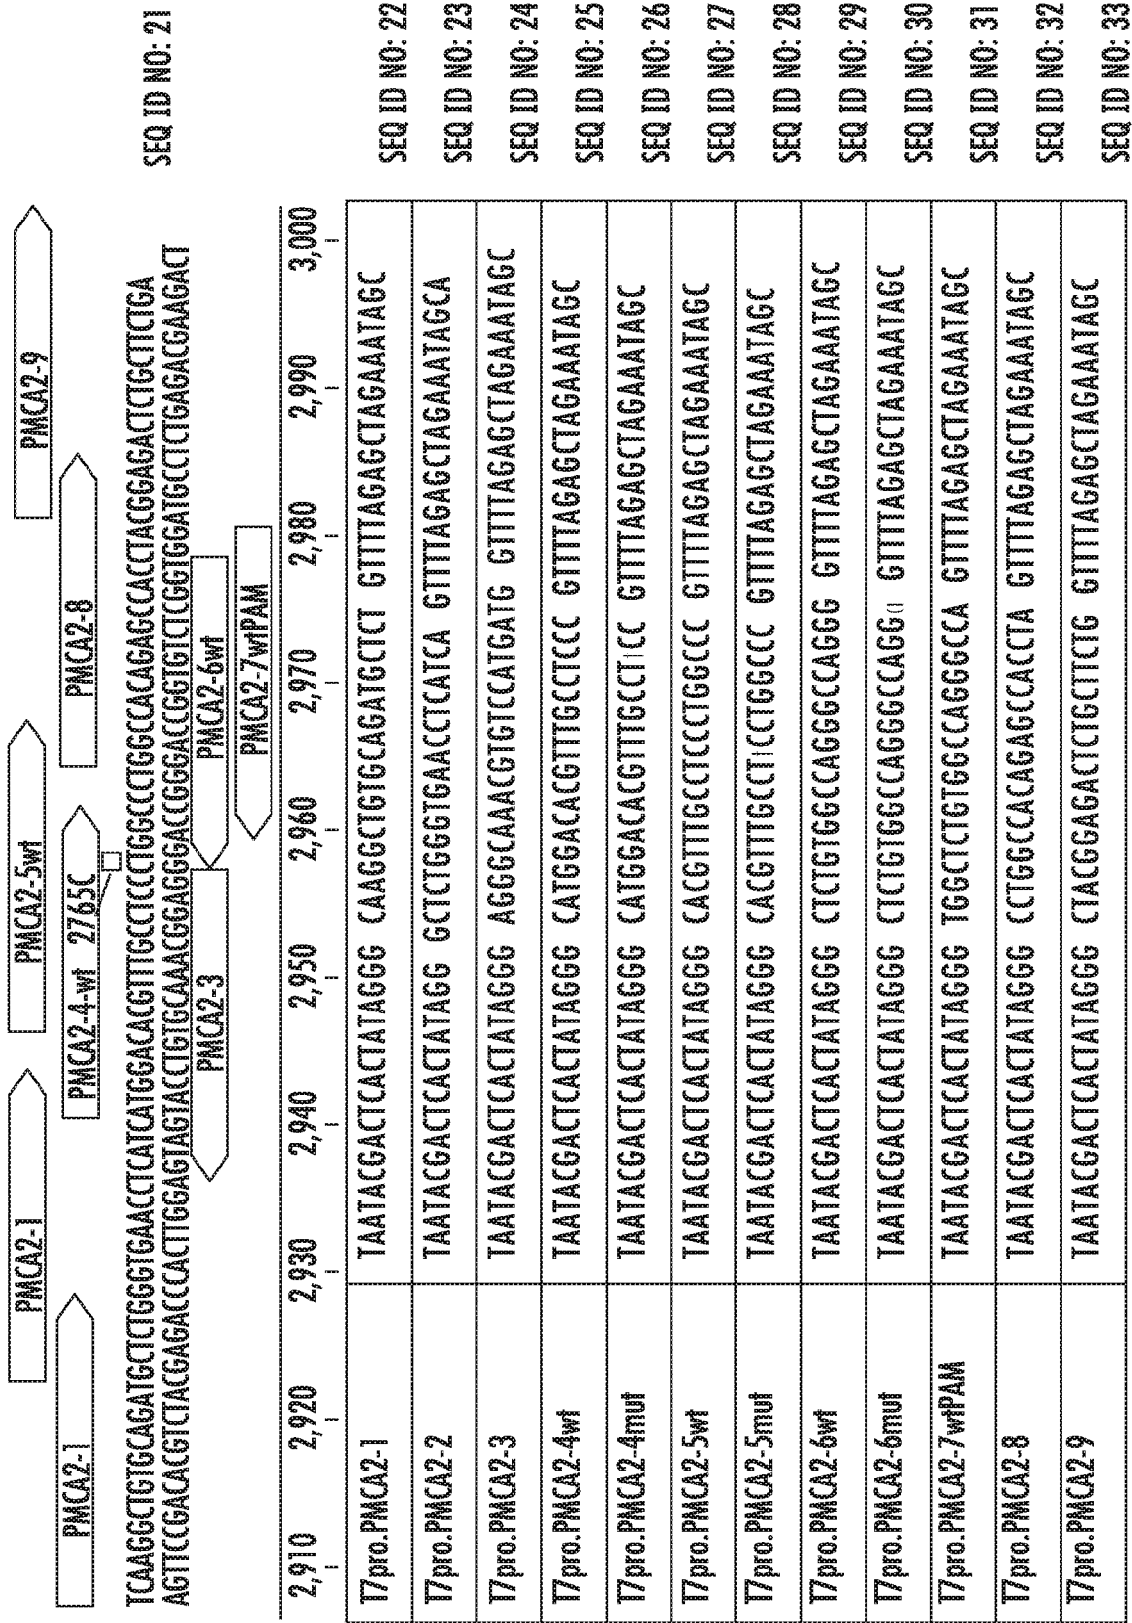 PMCA2-9
PMCA2-1
PMCA2-5wt
PMCA2-1
PMCA2-4-wt 2765C
PMCA2-8
TCAAGGCTGTGCAGATGCTCTGGGTGAACCTCATCATGGACACGTTTGCCTCCCTGGCCCTGGCCACAGAGCCACCTACGGAGACTCTGCTTCTGA
SEQ ID NO: 21
AGTTCCGACACGTCTACGAGACCCACTTGGAGTAGTACCTGTGCAAACGGAGGGACCGGGACCGGTGTCTCGGTGGATGCCTCTGAGACGAAGACT
PMCA2-3
PMCA2-6wt
PMCA2-7wtPAM
2,910 2,920 2,930 2,940 2,950 2,960 2,970 2,980 2,990 3,000
T7pro.PMCA2-1 TAATACGACTCACTATAGGG CAAGGCTGTGCAGATGCTCT GTTTTAGAGCTAGAAATAGC SEQ ID NO: 22
T7pro.PMCA2-2 TAATACGACTCACTATAGG GCTCTGGGTGAACCTCATCA GTTTTAGAGCTAGAAATAGCA SEQ ID NO: 23
T7pro.PMCA2-3 TAATACGACTCACTATAGGG AGGGCAAACGTGTCCATGATG GTTTTAGAGCTAGAAATAGC SEQ ID NO: 24
T7pro.PMCA2-4wt TAATACGACTCACTATAGGG CATGGACACGTTTGCCTCCC GTTTTAGAGCTAGAAATAGC SEQ ID NO: 25
T7pro.PMCA2-4mut TAATACGACTCACTATAGGG CATGGACACGTTTGCCTtCC GTTTTAGAGCTAGAAATAGC SEQ ID NO: 26
T7pro.PMCA2-5wt TAATACGACTCACTATAGGG CACGTTTGCCTCCCTGGCCC GTTTTAGAGCTAGAAATAGC SEQ ID NO: 27
T7pro.PMCA2-5mut TAATACGACTCACTATAGGG CACGTTTGCCTtCCTGGCCC GTTTTAGAGCTAGAAATAGC SEQ ID NO: 28
T7pro.PMCA2-6wt TAATACGACTCACTATAGGG CTCTGTGGCCAGGGCCAGGG GTTTTAGAGCTAGAAATAGC SEQ ID NO: 29
T7pro.PMCA2-6mut TAATACGACTCACTATAGGG GTTTTAGAGCTAGAAATAGC SEQ ID NO: 30
T7pro.PMCA2-7wtPAM TAATACGACTCACTATAGGG TGGCTCTGTGGCCAGGGCCA GTTTTAGAGCTAGAAATAGC SEQ ID NO: 31
T7pro.PMCA2-8 TAATACGACTCACTATAGGG CCTGGCCACAGAGCCACCTA GTTTTAGAGCTAGAAATAGC SEQ ID NO: 32
T7pro.PMCA2-9 TAATACGACTCACTATAGGG CTACGGAGACTCTGCTTCTG GTTTTAGAGCTAGAAATAGC SEQ ID NO: 33